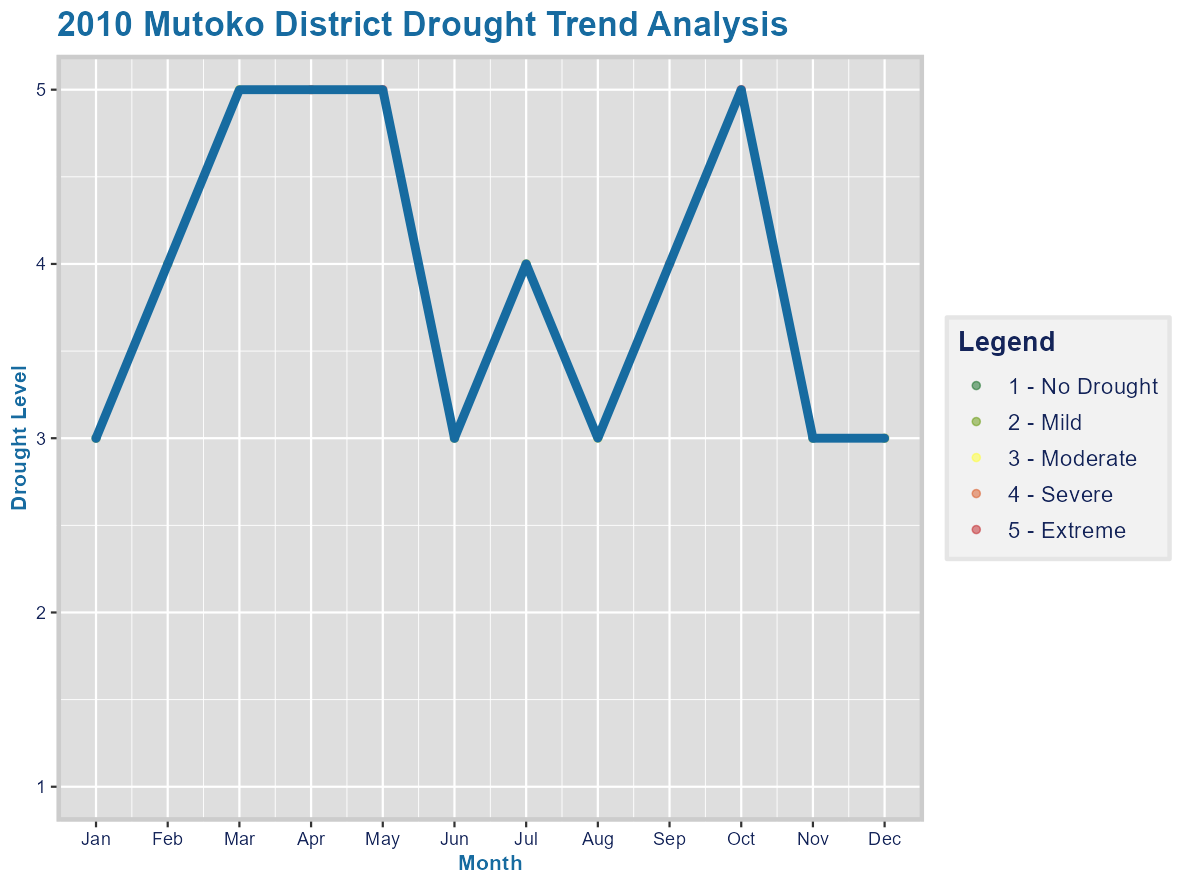 2010 Mutoko District Drought Trend Analysis
Drought Level
5
4
3
2
1
Jan Feb Mar Apr May Jun Jul Aug Sep Oct Nov Dec
Month
Legend
1 - No Drought
2 - Mild
3 - Moderate
4 - Severe
5 - Extreme